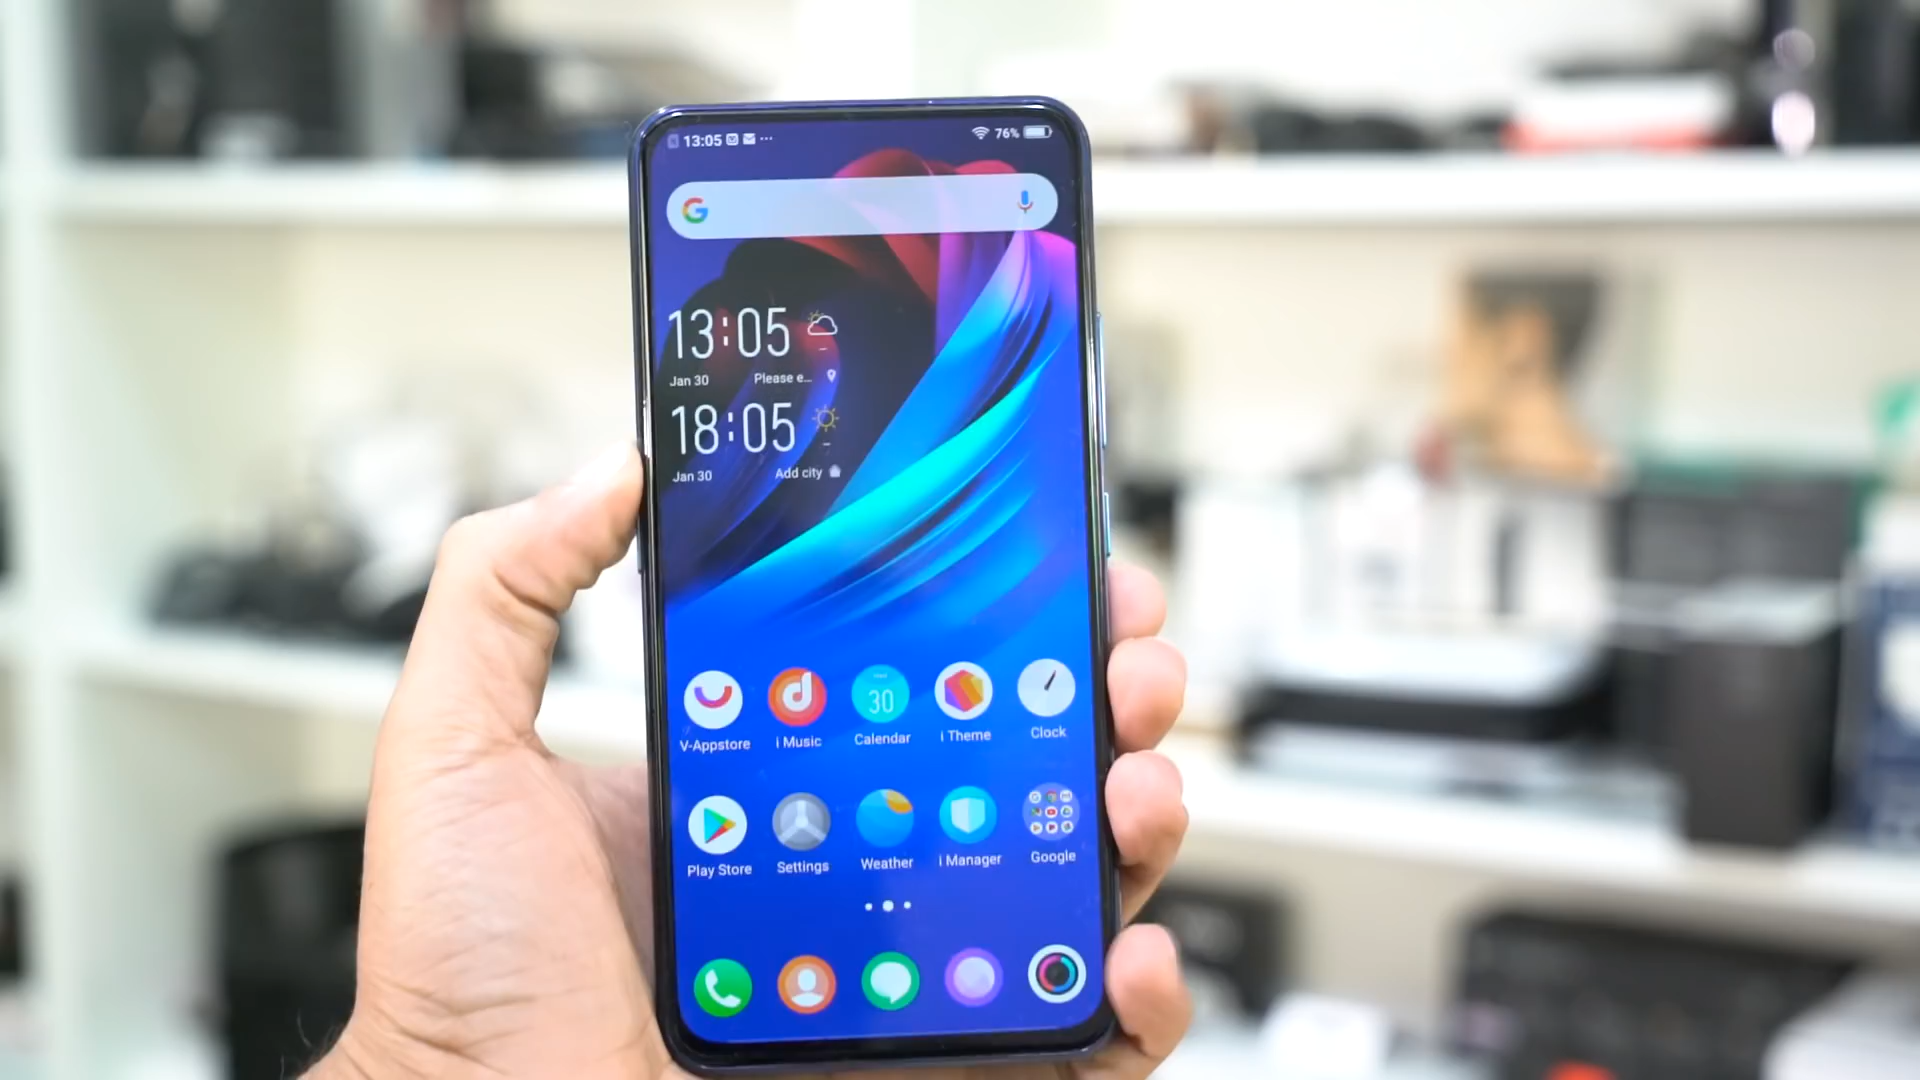 13:05 76%
13:05
Jan 30 Please e...
18:05
Jan 30 Add city
30
V-Appstore i Music Calendar i Theme Clock
Play Store Settings Weather i Manager Google